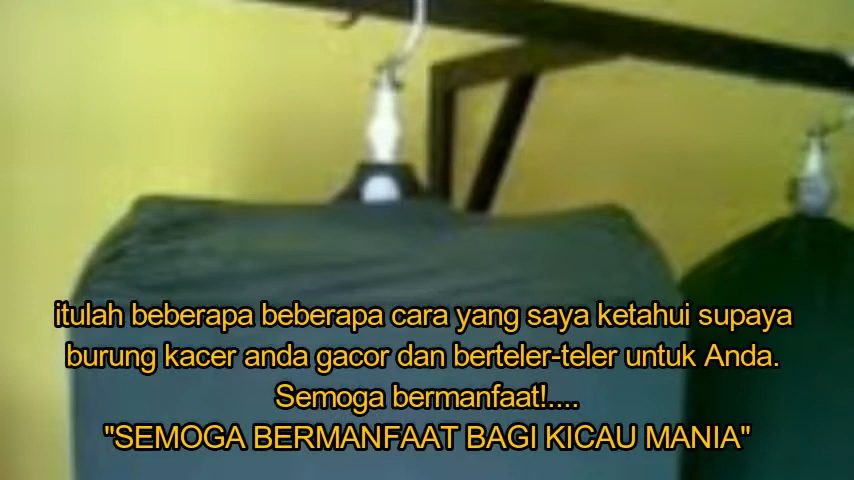 itulah beberapa beberapa cara yang saya ketahui supaya
burung kacer anda gacor dan berteler-teler untuk Anda.
Semoga bermanfaat!....
"SEMOGA BERMANFAAT BAGI KICAU MANIA"